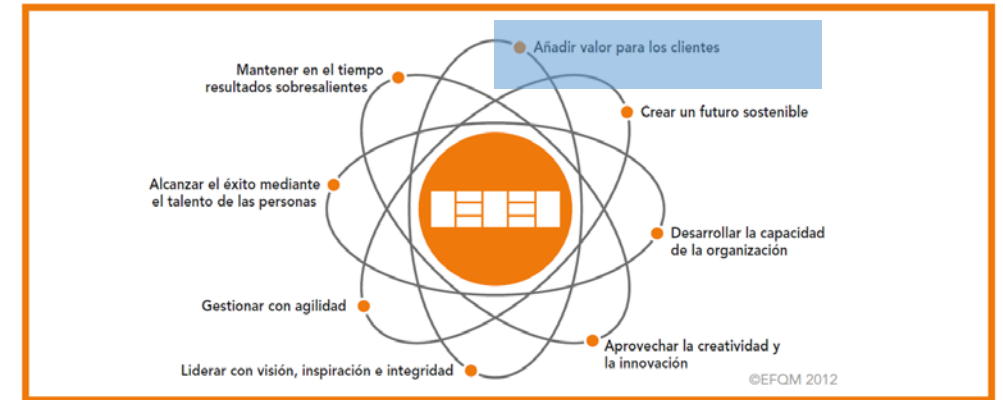 Añadir valor para los clientes
Mantener en el tiempo
resultados sobresalientes
Crear un futuro sostenible
Alcanzar el éxito mediante
el talento de las personas
Desarrollar la capacidad
de la organización
Gestionar con agilidad
Aprovechar la creatividad y
la innovación
Liderar con visión, inspiración e integridad
©EFQM 2012